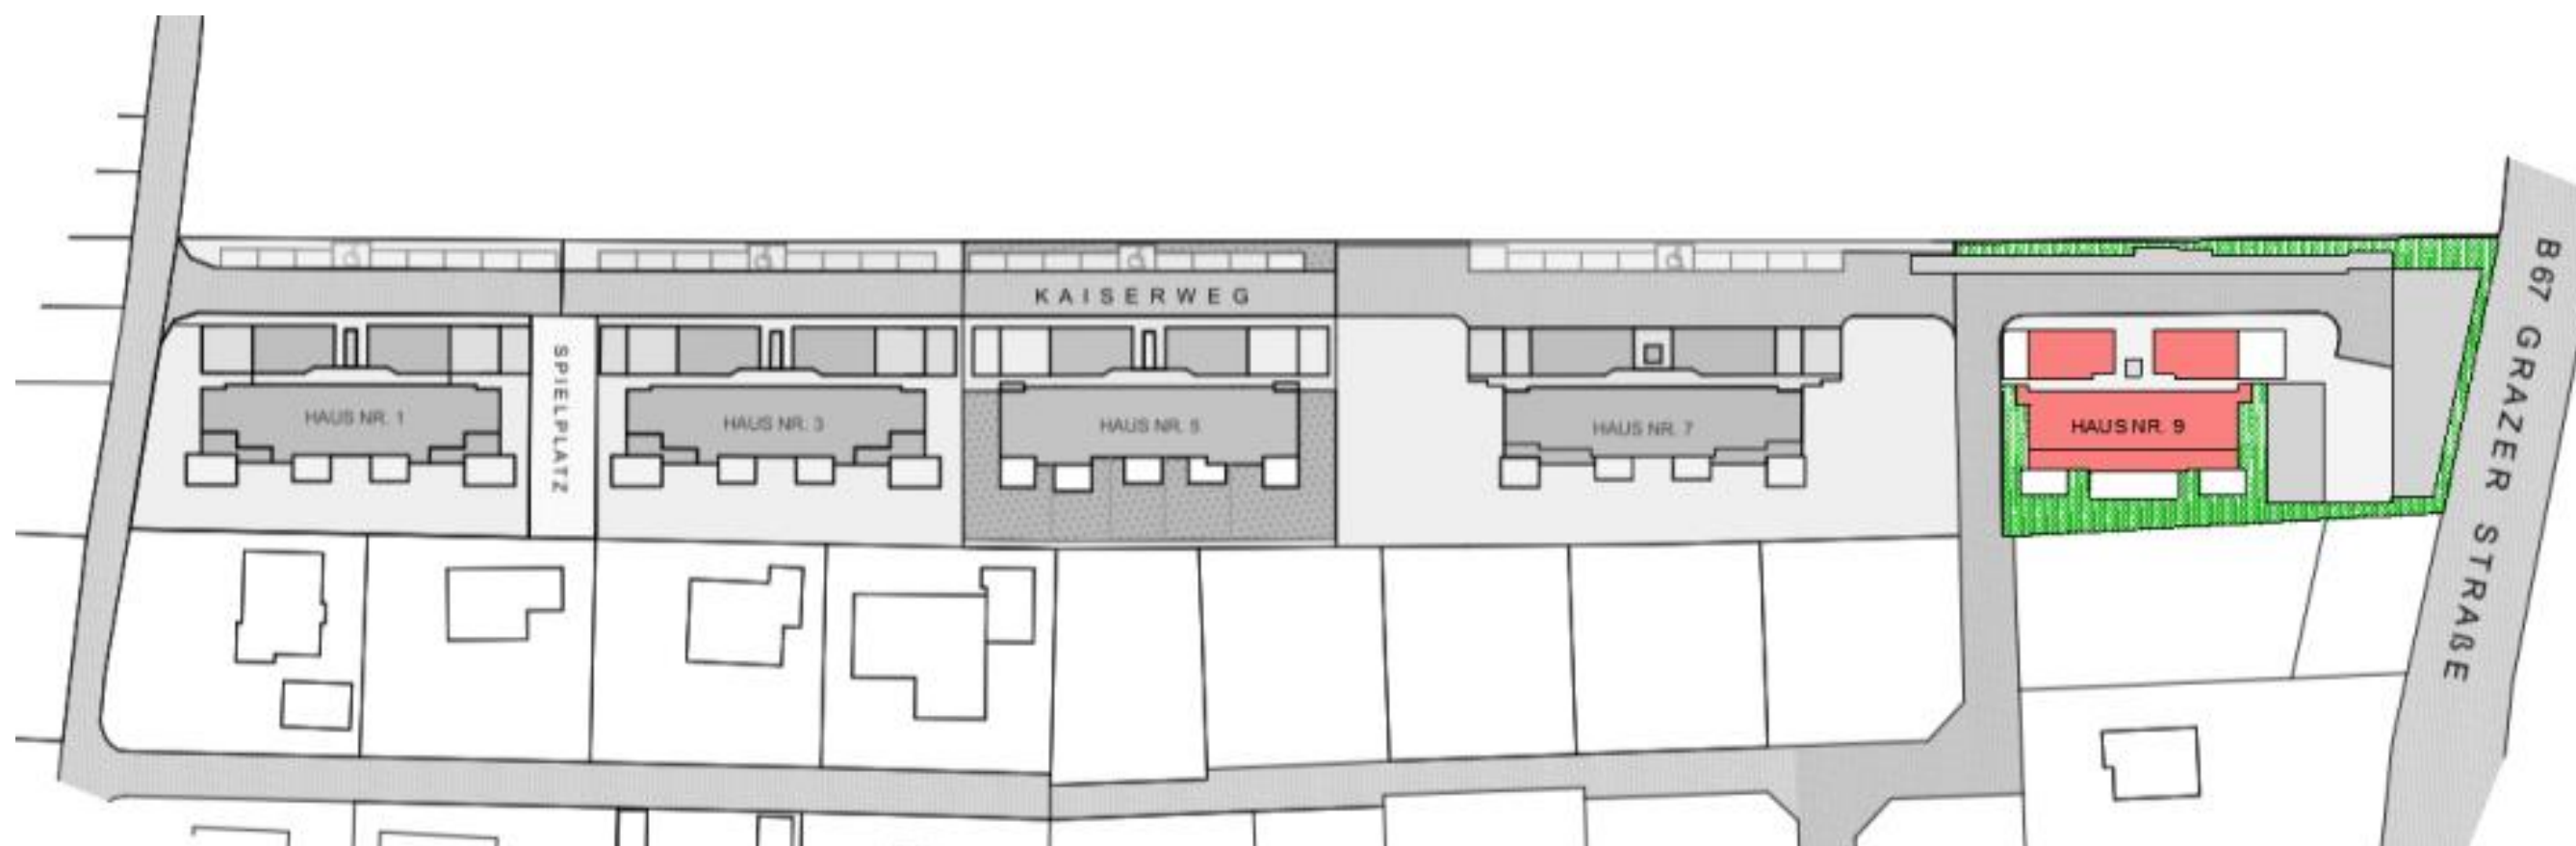 KAISERWEG
SPIELPLATZ
HAUS NR. 1
HAUS NR. 3
HAUS NR. 5
HAUS NR. 7
HAUS NR. 9
B 67 GRAZER STRAßE